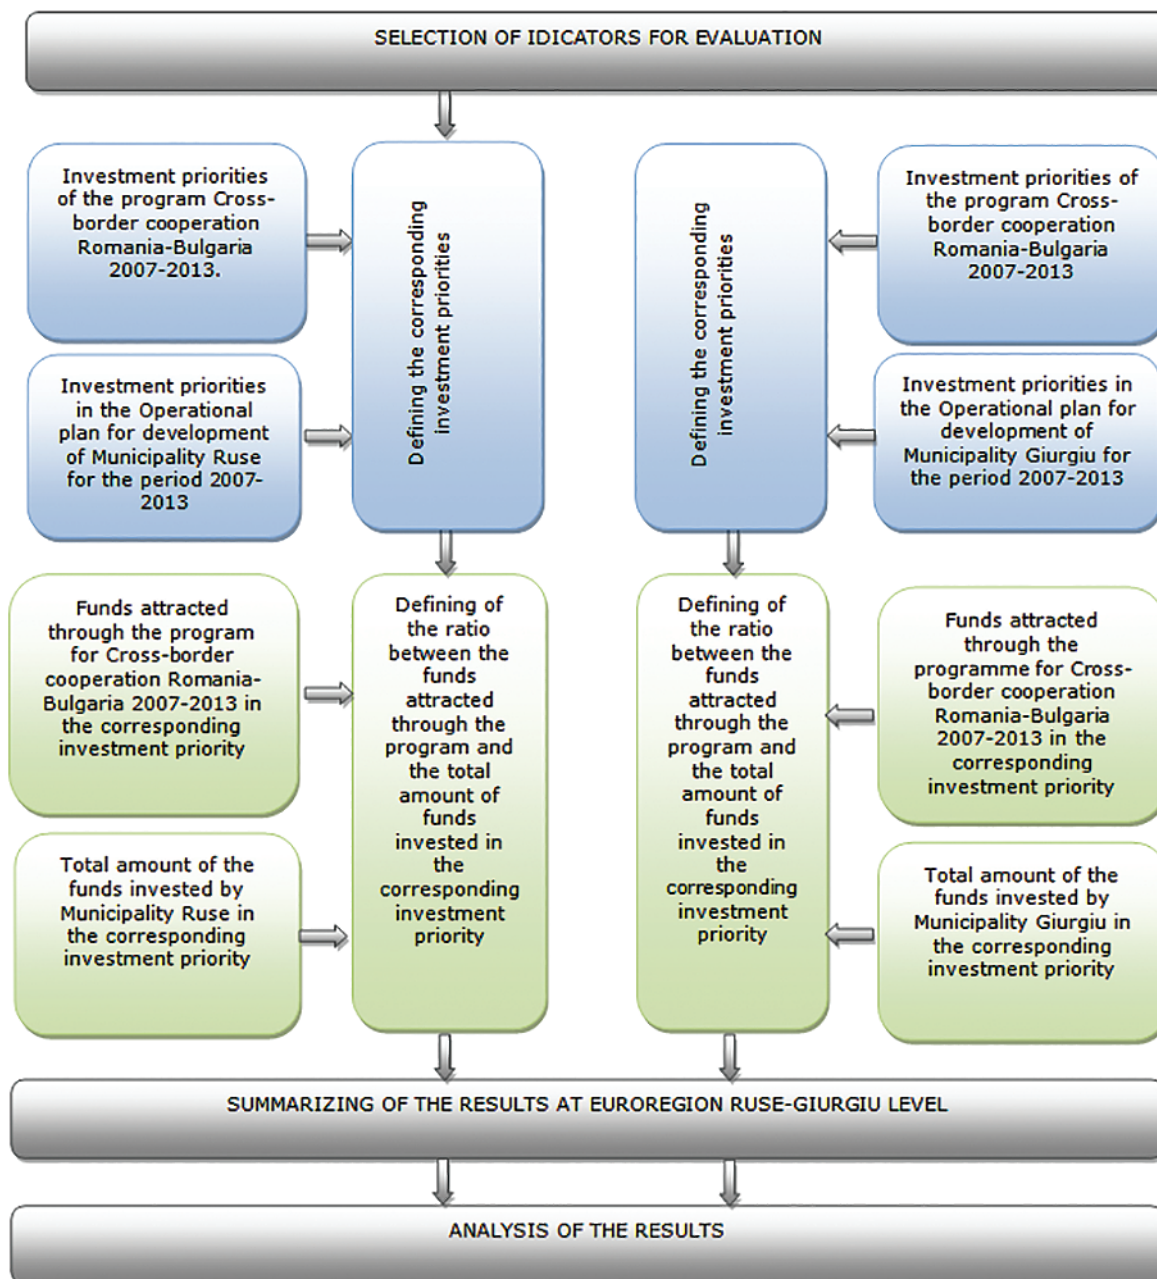 SELECTION OF IDICATORS FOR EVALUATION
Investment priorities
of the program Cross-
border cooperation
Romania-Bulgaria
2007-2013.
Investment priorities
in the Operational
plan for development
of Municipality Ruse
for the period 2007-
2013
Defining the corresponding
investment priorities
Defining the corresponding
investment priorities
Investment priorities of
the program Cross-
border cooperation
Romania-Bulgaria
2007-2013
Investment priorities in
the Operational plan for
development of
Municipality Giurgiu for
the period 2007-2013
Funds attracted
through the program
for Cross-border
cooperation Romania-
Bulgaria 2007-2013 in
the corresponding
investment priority
Total amount of the
funds invested by
Municipality Ruse in
the corresponding
investment priority
Defining of
the ratio
between the
funds
attracted
through the
program and
the total
amount of
funds
invested in
the
corresponding
investment
priority
Defining of
the ratio
between the
funds
attracted
through the
program and
the total
amount of
funds
invested in
the
corresponding
investment
priority
Funds attracted
through the
programme for Cross-
border cooperation
Romania-Bulgaria
2007-2013 in the
corresponding
investment priority
Total amount of the
funds invested by
Municipality Giurgiu in
the corresponding
investment priority
SUMMARIZING OF THE RESULTS AT EUROREGION RUSE-GIURGIU LEVEL
ANALYSIS OF THE RESULTS